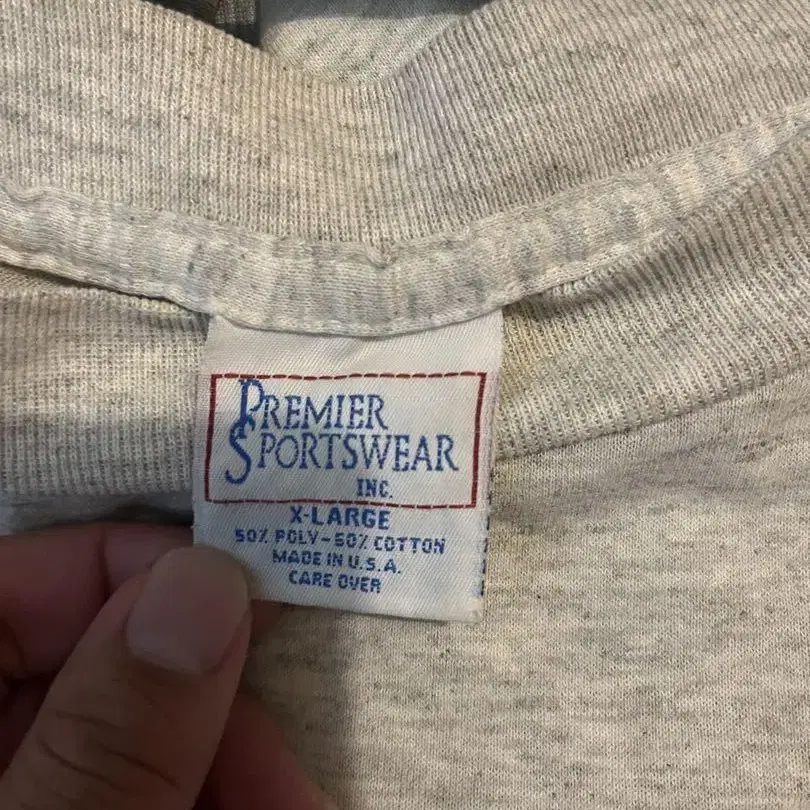 PREMIER
SPORTSWEAR
INC.
X-LARGE
50% POLY-50% COTTON
MADE IN U.S.A.
CARE OVER